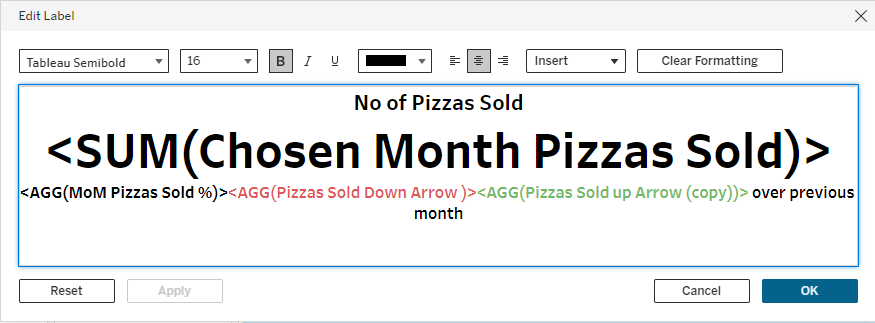 Edit Label
Tableau Semibold 16 B I U Insert Clear Formatting
No of Pizzas Sold
<SUM(Chosen Month Pizzas Sold)>
<AGG(MoM Pizzas Sold %)><AGG(Pizzas Sold Down Arrow )><AGG(Pizzas Sold up Arrow (copy))> over previous
month
Reset Apply Cancel OK